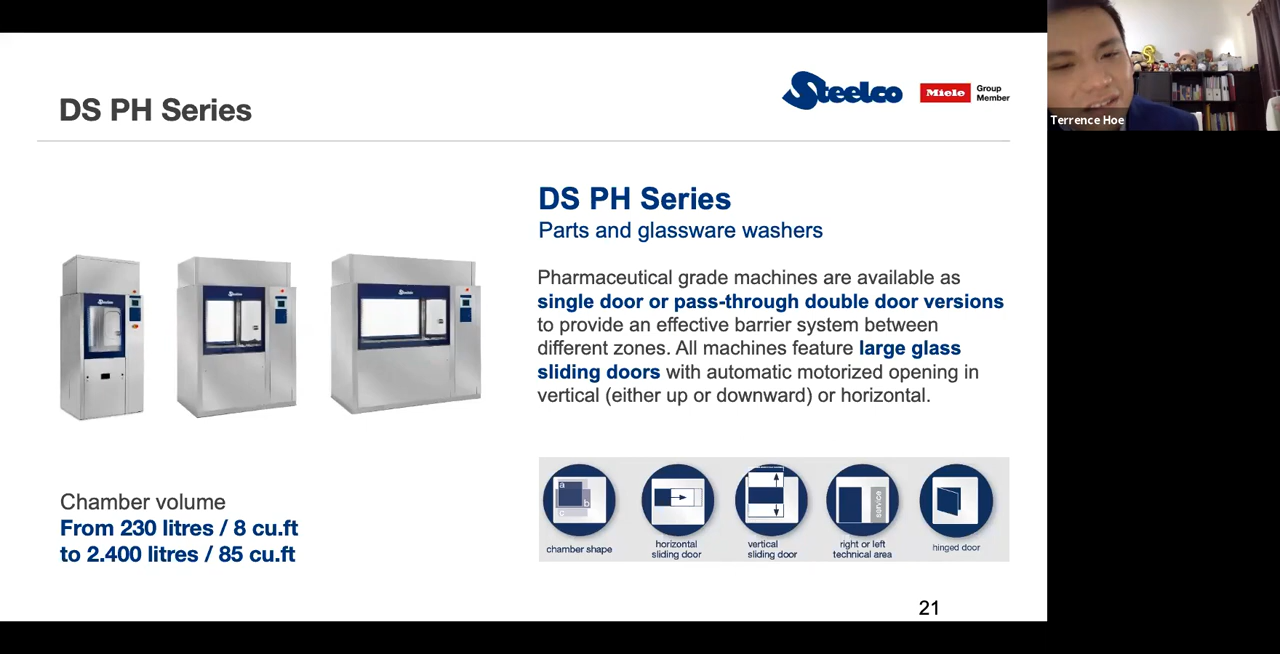 DS PH Series
Steelco
Miele
Group
Member
DS PH Series
Parts and glassware washers
Pharmaceutical grade machines are available as
single door or pass-through double door versions
to provide an effective barrier system between
different zones. All machines feature large glass
sliding doors with automatic motorized opening in
vertical (either up or downward) or horizontal.
Steelco
Steelco
Steelco
Chamber volume
From 230 litres / 8 cu.ft
to 2.400 litres / 85 cu.ft
a
b
c
service
chamber shape
horizontal
sliding door
vertical
sliding door
right or left
technical area
hinged door
21
Terrence Hoe